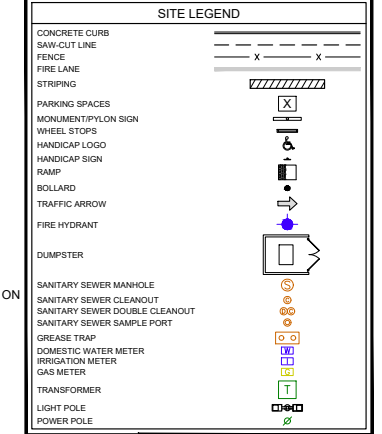 SITE LEGEND
CONCRETE CURB
SAW-CUT LINE
FENCE X X
FIRE LANE
STRIPING
PARKING SPACES X
MONUMENT/PYLON SIGN
WHEEL STOPS
HANDICAP LOGO
HANDICAP SIGN
RAMP
BOLLARD
TRAFFIC ARROW
FIRE HYDRANT
DUMPSTER
ON
SANITARY SEWER MANHOLE S
SANITARY SEWER CLEANOUT C
SANITARY SEWER DOUBLE CLEANOUT
SANITARY SEWER SAMPLE PORT
GREASE TRAP
DOMESTIC WATER METER W
IRRIGATION METER
GAS METER
TRANSFORMER T
LIGHT POLE
POWER POLE